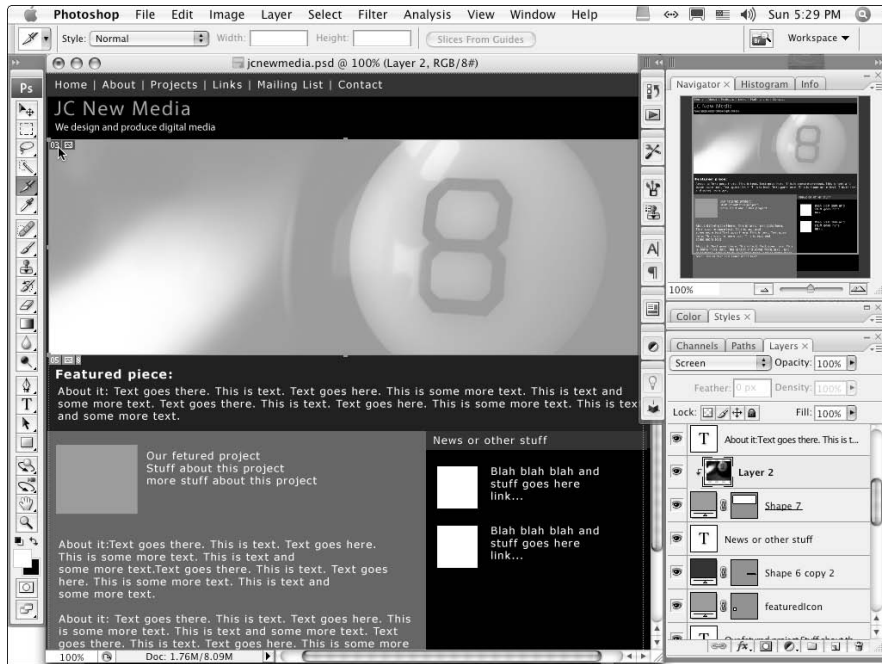 Photoshop File Edit Image Layer Select Filter Analysis View Window Help Sun 5:29 PM
Style: Normal Width: Height: Slices From Guides Workspace
jcnewmedia.psd @ 100% (Layer 2, RGB/8#)
Ps
Home | About | Projects | Links | Mailing List | Contact
JC New Media
We design and produce digital media
03
8
05
Featured piece:
About it: Text goes there. This is text. Text goes here. This is some more text. This is text and
some more text. Text goes there. This is text. Text goes here. This is some more text. This is tex
and some more text.
Our fetured project
Stuff about this project
more stuff about this project
About it:Text goes there. This is text. Text goes here.
This is some more text. This is text and
some more text.Text goes there. This is text. Text goes
here. This is some more text. This is text and
some more text.
About it: Text goes there. This is text. Text goes here. This
is some more text. This is text and some more text. Text
goes there. This is text. Text goes here. This is some more
News or other stuff
Blah blah blah and
stuff goes here
link...
Blah blah blah and
stuff goes here
link...
100% Doc: 1.76M/8.09M
Navigator × Histogram Info
JC New Media
Featured piece:
100%
Color Styles ×
Channels Paths Layers ×
Screen Opacity: 100%
Feather: 0 px Density: 100%
Lock: Fill: 100%
T About it:Text goes there. This is t...
Layer 2
Shape 7
T News or other stuff
Shape 6 copy 2
featuredIcon
T